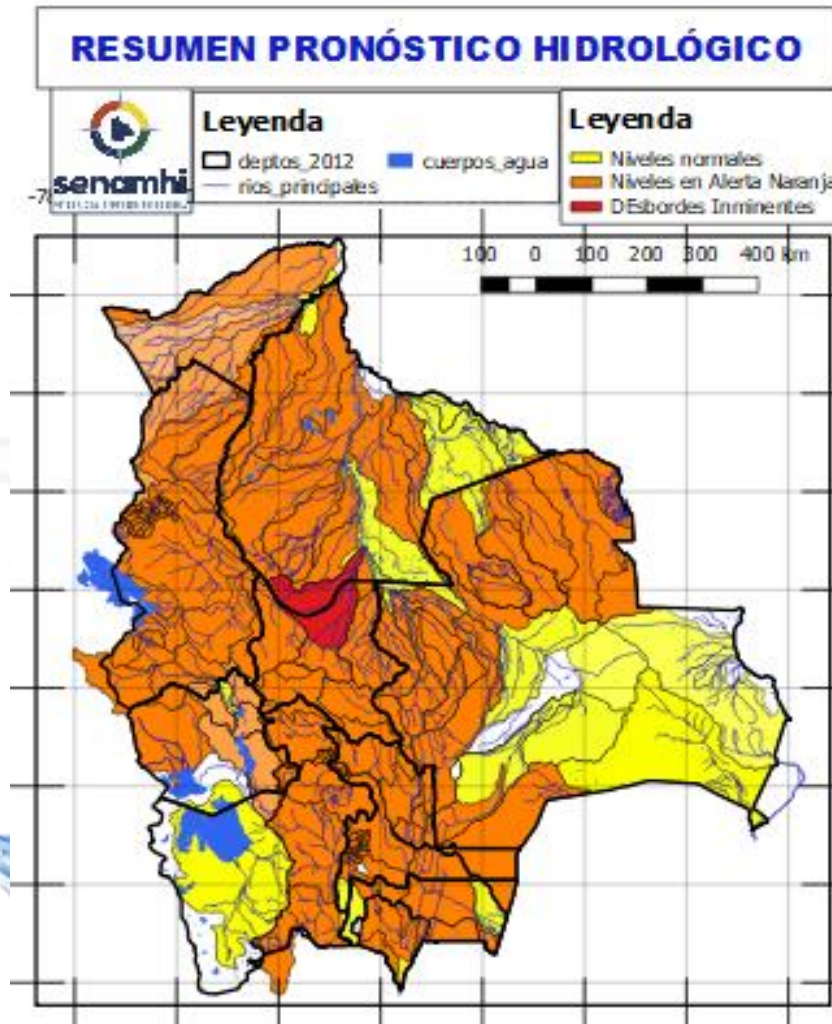 RESUMEN PRONÓSTICO HIDROLÓGICO
senamhi
Leyenda
deptos_2012
cuerpos_agua
rios_principales
Leyenda
Niveles normales
Niveles en Alerta Naranja
DEsbordes Inminentes
100 0 100 200 300 400 km